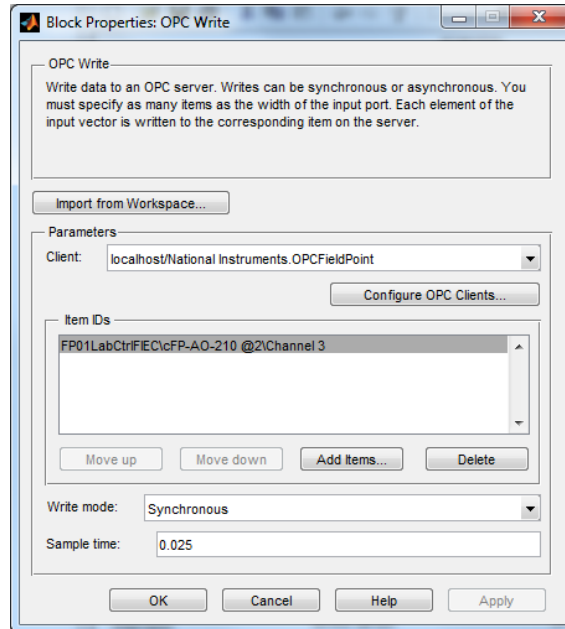 Block Properties: OPC Write
OPC Write
Write data to an OPC server. Writes can be synchronous or asynchronous. You
must specify as many items as the width of the input port. Each element of the
input vector is written to the corresponding item on the server.
Import from Workspace...
Parameters
Client: localhost/National Instruments.OPCFieldPoint
Configure OPC Clients...
Item IDs
FP01LabCtrlFIEC\cFP-AO-210 @2\Channel 3
Move up Move down Add Items... Delete
Write mode: Synchronous
Sample time: 0.025
OK Cancel Help Apply